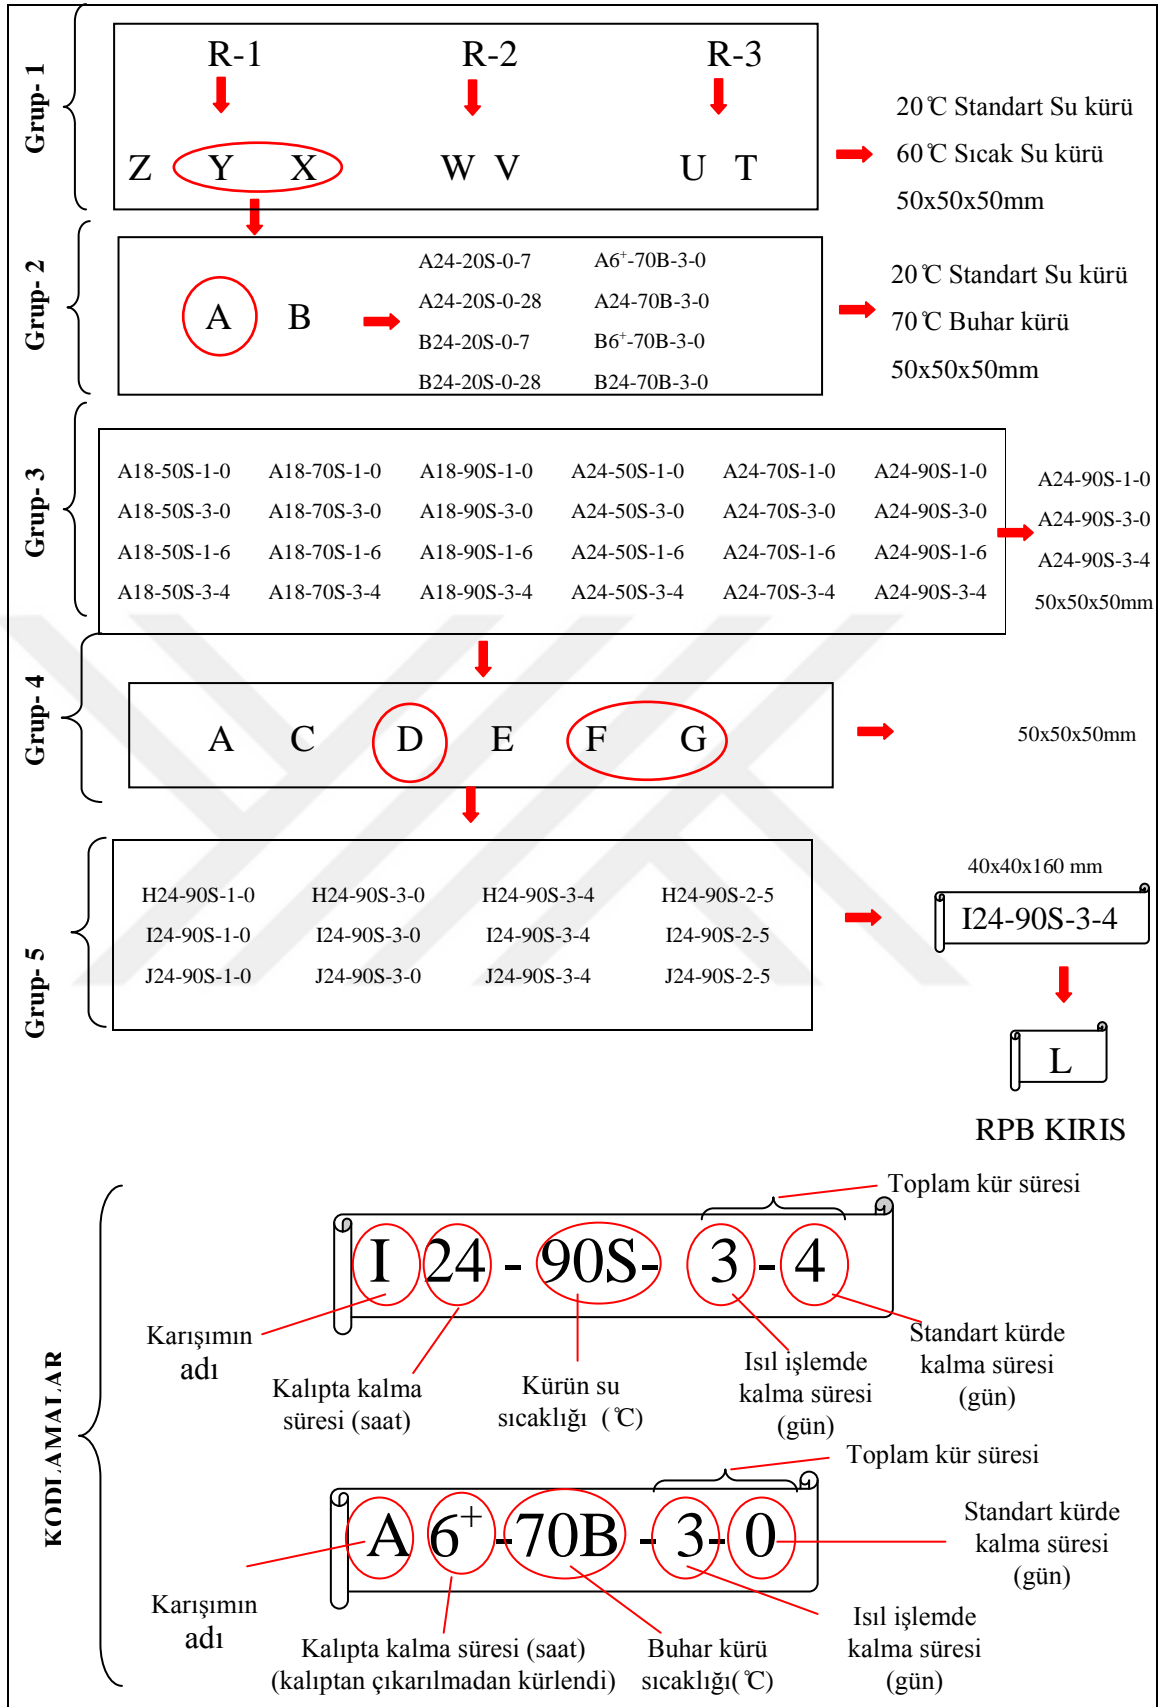 Grup- 1
R-1 R-2 R-3
Z Y X W V U T
20℃ Standart Su kürü
60℃ Sıcak Su kürü
50x50x50mm
Grup- 2
A B
A24-20S-0-7 A6⁺-70B-3-0
A24-20S-0-28 A24-70B-3-0
B24-20S-0-7 B6⁺-70B-3-0
B24-20S-0-28 B24-70B-3-0
20℃ Standart Su kürü
70℃ Buhar kürü
50x50x50mm
Grup- 3
A18-50S-1-0 A18-70S-1-0 A18-90S-1-0 A24-50S-1-0 A24-70S-1-0 A24-90S-1-0
A18-50S-3-0 A18-70S-3-0 A18-90S-3-0 A24-50S-3-0 A24-70S-3-0 A24-90S-3-0
A18-50S-1-6 A18-70S-1-6 A18-90S-1-6 A24-50S-1-6 A24-70S-1-6 A24-90S-1-6
A18-50S-3-4 A18-70S-3-4 A18-90S-3-4 A24-50S-3-4 A24-70S-3-4 A24-90S-3-4
A24-90S-1-0
A24-90S-3-0
A24-90S-3-4
50x50x50mm
Grup- 4
A C D E F G
50x50x50mm
Grup- 5
H24-90S-1-0 H24-90S-3-0 H24-90S-3-4 H24-90S-2-5
I24-90S-1-0 I24-90S-3-0 I24-90S-3-4 I24-90S-2-5
J24-90S-1-0 J24-90S-3-0 J24-90S-3-4 J24-90S-2-5
40x40x160 mm
I24-90S-3-4
L
RPB KIRIS
KODLAMALAR
Toplam kür süresi
I 24 - 90S- 3 - 4
Karışımın
adı
Kalıpta kalma
süresi (saat)
Kürün su
sıcaklığı (℃)
Isıl işlemde
kalma süresi
(gün)
Standart kürde
kalma süresi
(gün)
Toplam kür süresi
A 6⁺ -70B - 3- 0
Karışımın
adı
Kalıpta kalma süresi (saat)
(kalıptan çıkarılmadan kürlendi)
Buhar kürü
sıcaklığı(℃)
Isıl işlemde
kalma süresi
(gün)
Standart kürde
kalma süresi
(gün)